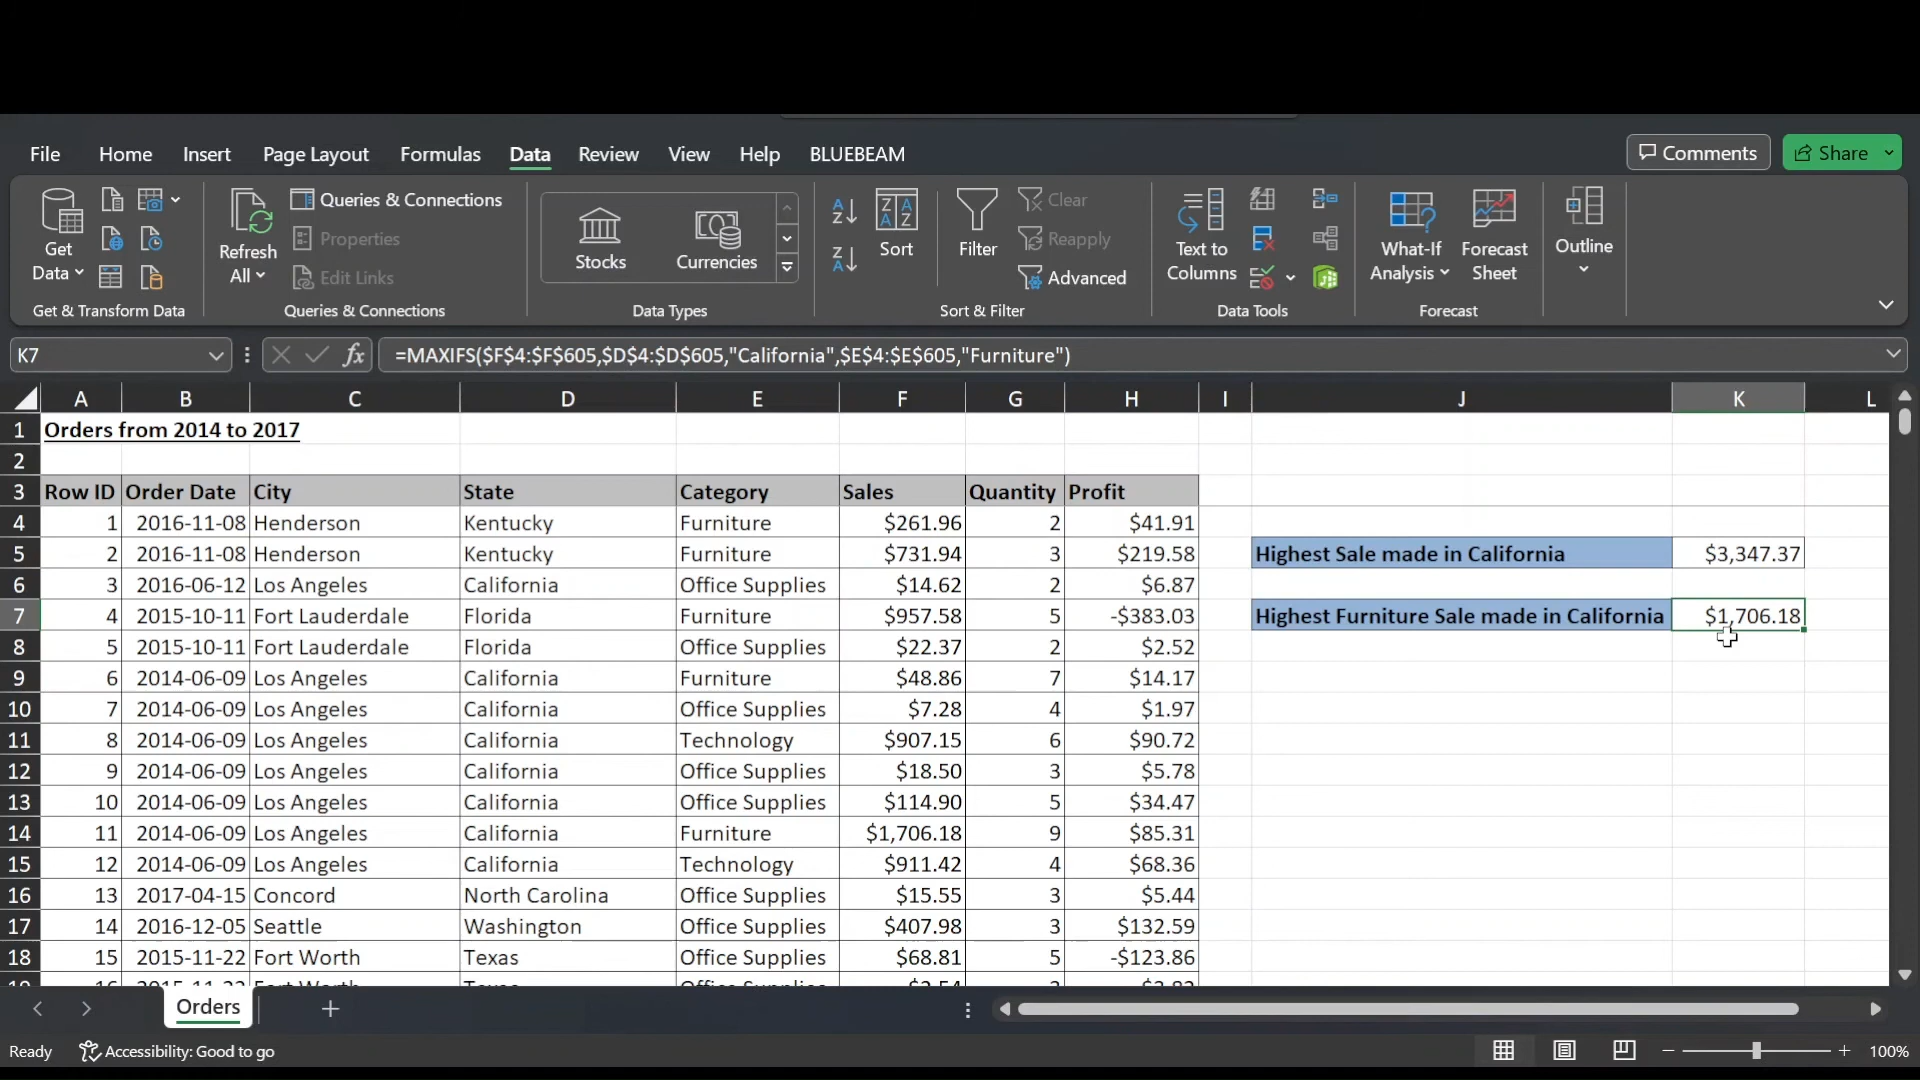 File Home Insert Page Layout Formulas Data Review View Help BLUEBEAM Comments Share
Get Data
Refresh All
Queries & Connections
Properties
Edit Links
Stocks
Currencies
Sort
Filter
Clear
Reapply
Advanced
Text to Columns
What-If Analysis
Forecast Sheet
Outline
Get & Transform Data Queries & Connections Data Types Sort & Filter Data Tools Forecast
K7 fx =MAXIFS($F$4:$F$605,$D$4:$D$605,"California",$E$4:$E$605,"Furniture")
A B C D E F G H I J K L
1 Orders from 2014 to 2017
2
3 Row ID Order Date City State Category Sales Quantity Profit
4 1 2016-11-08 Henderson Kentucky Furniture $261.96 2 $41.91
5 2 2016-11-08 Henderson Kentucky Furniture $731.94 3 $219.58 Highest Sale made in California $3,347.37
6 3 2016-06-12 Los Angeles California Office Supplies $14.62 2 $6.87
7 4 2015-10-11 Fort Lauderdale Florida Furniture $957.58 5 -$383.03 Highest Furniture Sale made in California $1,706.18
8 5 2015-10-11 Fort Lauderdale Florida Office Supplies $22.37 2 $2.52
9 6 2014-06-09 Los Angeles California Furniture $48.86 7 $14.17
10 7 2014-06-09 Los Angeles California Office Supplies $7.28 4 $1.97
11 8 2014-06-09 Los Angeles California Technology $907.15 6 $90.72
12 9 2014-06-09 Los Angeles California Office Supplies $18.50 3 $5.78
13 10 2014-06-09 Los Angeles California Office Supplies $114.90 5 $34.47
14 11 2014-06-09 Los Angeles California Furniture $1,706.18 9 $85.31
15 12 2014-06-09 Los Angeles California Technology $911.42 4 $68.36
16 13 2017-04-15 Concord North Carolina Office Supplies $15.55 3 $5.44
17 14 2016-12-05 Seattle Washington Office Supplies $407.98 3 $132.59
18 15 2015-11-22 Fort Worth Texas Office Supplies $68.81 5 -$123.86
Orders
Ready Accessibility: Good to go 100%